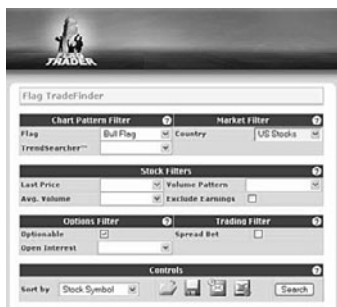 FLAG
TRADER
Flag TradeFinder
Chart Pattern Filter ? Market Filter ?
Flag Bull Flag Country US Stocks
TrendSearcher™
Stock Filters ?
Last Price Volume Pattern
Avg. Volume Exclude Earnings
Options Filter ? Trading Filter ?
Optionable Spread Bet
Open Interest
Controls ?
Sort by Stock Symbol Search